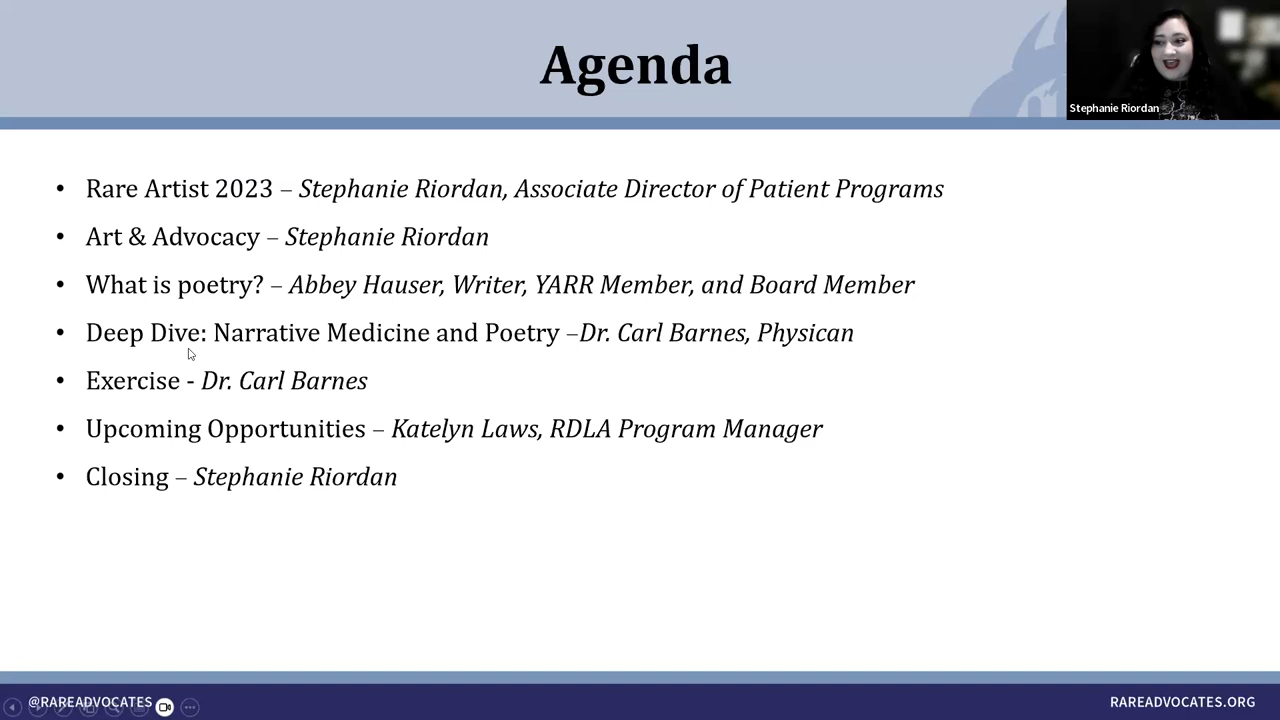 Agenda
Stephanie Riordan
• Rare Artist 2023 – Stephanie Riordan, Associate Director of Patient Programs
• Art & Advocacy – Stephanie Riordan
• What is poetry? – Abbey Hauser, Writer, YARR Member, and Board Member
• Deep Dive: Narrative Medicine and Poetry –Dr. Carl Barnes, Physican
• Exercise - Dr. Carl Barnes
• Upcoming Opportunities – Katelyn Laws, RDLA Program Manager
• Closing – Stephanie Riordan
@RAREADVOCATES
RAREADVOCATES.ORG